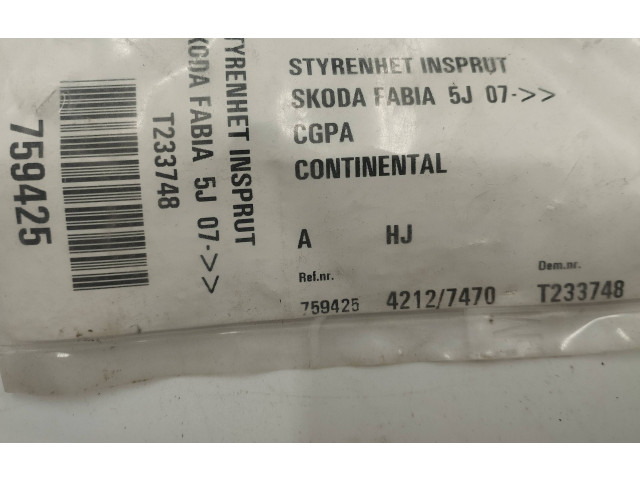 759425
T233748
SKODA FABIA 5J 07->>
STYRENHET INSPRUT
STYRENHET INSPRUT
SKODA FABIA 5J 07->>
CGPA
CONTINENTAL
A HJ
Ref.nr. Dem.nr.
759425 4212/7470 T233748